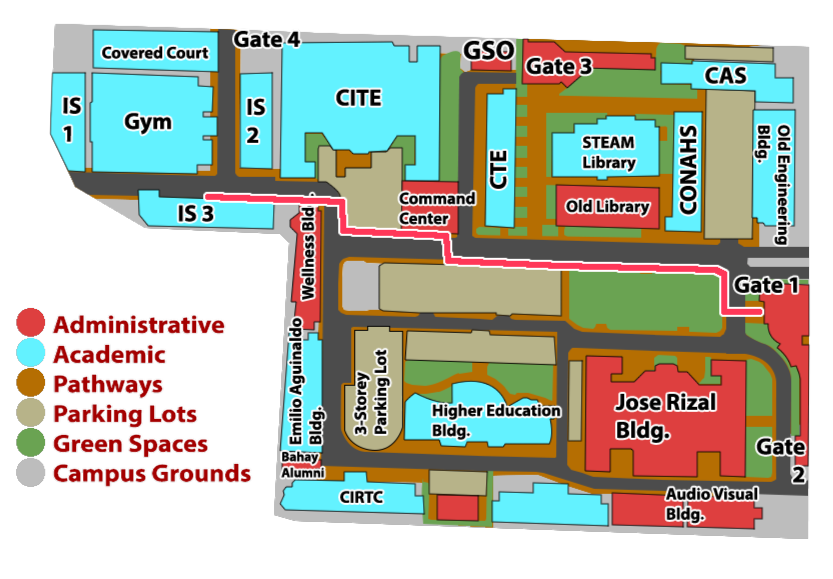 Gate 4
GSO
Covered Court
Gate 3
CAS
IS
1
Gym
IS
2
CITE
STEAM
Library
CTE
CONAHS
Old Engineering
Bldg.
Command
Center
Old Library
IS 3
Wellness Bldg.
Gate 1
Administrative
Academic
Pathways
Parking Lots
Green Spaces
Campus Grounds
Emilio Aguinaldo
Bldg.
3-Storey
Parking Lot
Higher Education
Bldg.
Jose Rizal
Bldg.
Gate
2
Bahay
Alumni
CIRTC
Audio Visual
Bldg.